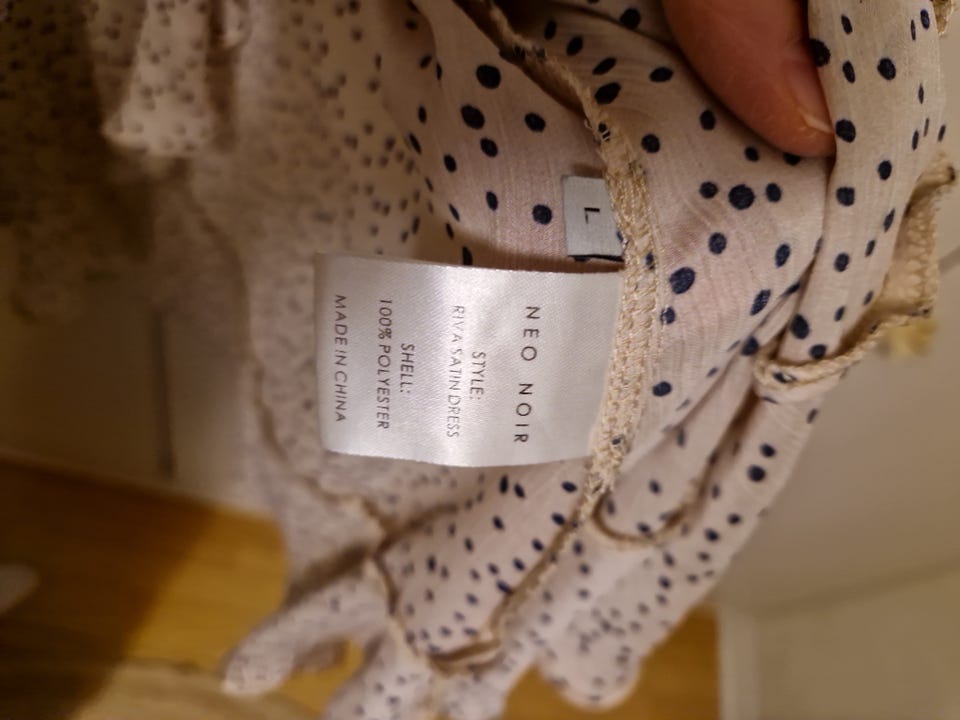 L
NEO NOIR
STYLE:
RIVA SATIN DRESS
SHELL:
100% POLYESTER
MADE IN CHINA